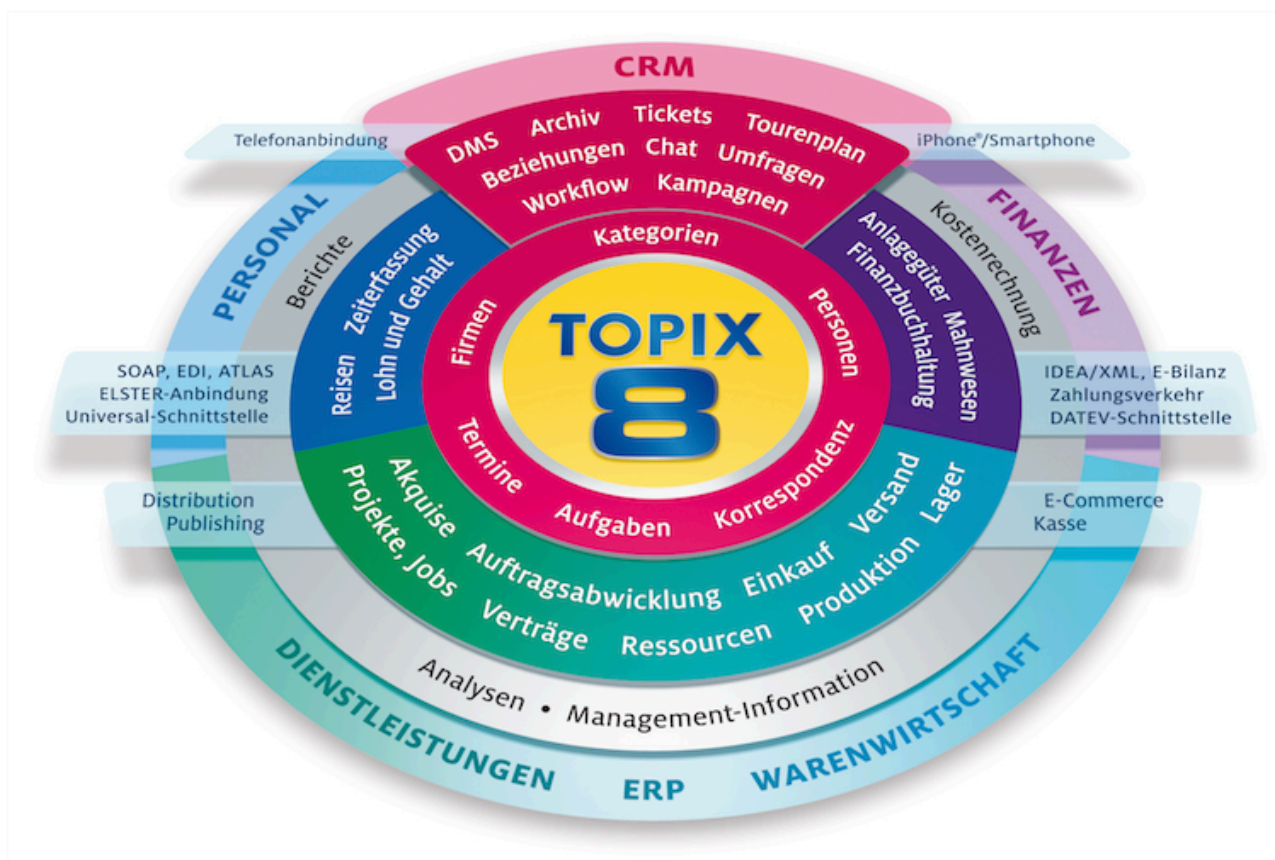 CRM
DMS Archiv Tickets Tourenplan
Beziehungen Chat Umfragen
Workflow Kampagnen
Telefonanbindung
iPhone®/Smartphone
PERSONAL
Berichte
Reisen Zeiterfassung
Lohn und Gehalt
FINANZEN
Kostenrechnung
Anlagegüter Mahnwesen
Finanzbuchhaltung
Kategorien
Firmen
Personen
Termine
Aufgaben
Korrespondenz
TOPIX
8
SOAP, EDI, ATLAS
ELSTER-Anbindung
Universal-Schnittstelle
IDEA/XML, E-Bilanz
Zahlungsverkehr
DATEV-Schnittstelle
Distribution
Publishing
E-Commerce
Kasse
Akquise Auftragsabwicklung Einkauf Versand
Projekte, Jobs Verträge Ressourcen Produktion Lager
Analysen • Management-Information
DIENSTLEISTUNGEN
ERP
WARENWIRTSCHAFT